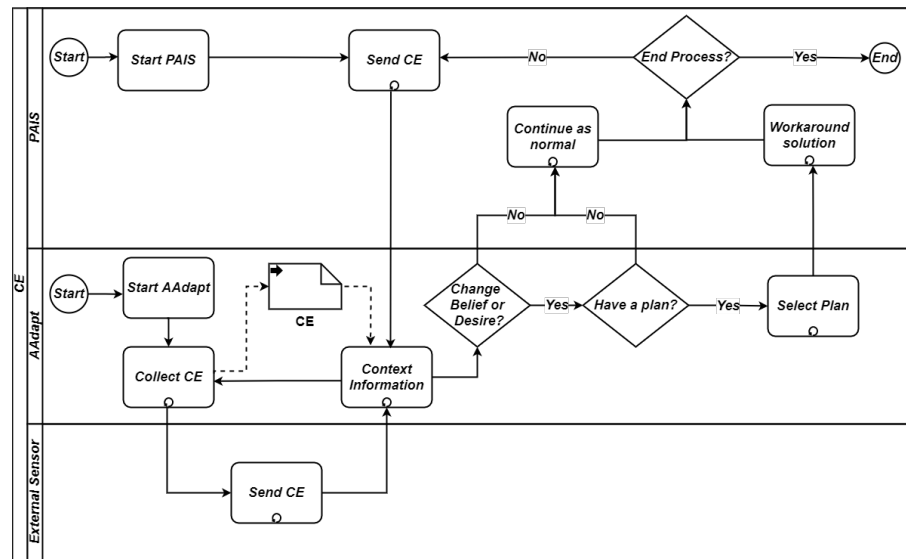 CE
PAIS
Start
Start PAIS
Send CE
No
End Process?
Yes
End
Continue as
normal
Workaround
solution
No
No
AAdapt
Start
Start AAdapt
CE
Change
Belief or
Desire?
Yes
Have a plan?
Yes
Select Plan
Collect CE
Context
Information
External Sensor
Send CE